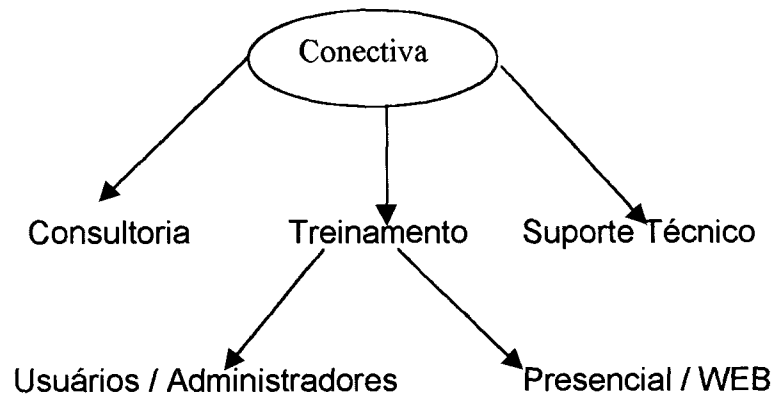 Conectiva
Consultoria
Treinamento
Suporte Técnico
Usuários / Administradores
Presencial / WEB